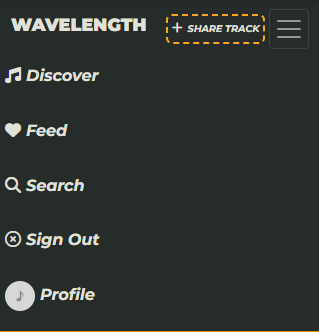 WAVELENGTH
+ SHARE TRACK
Discover
Feed
Search
Sign Out
Profile